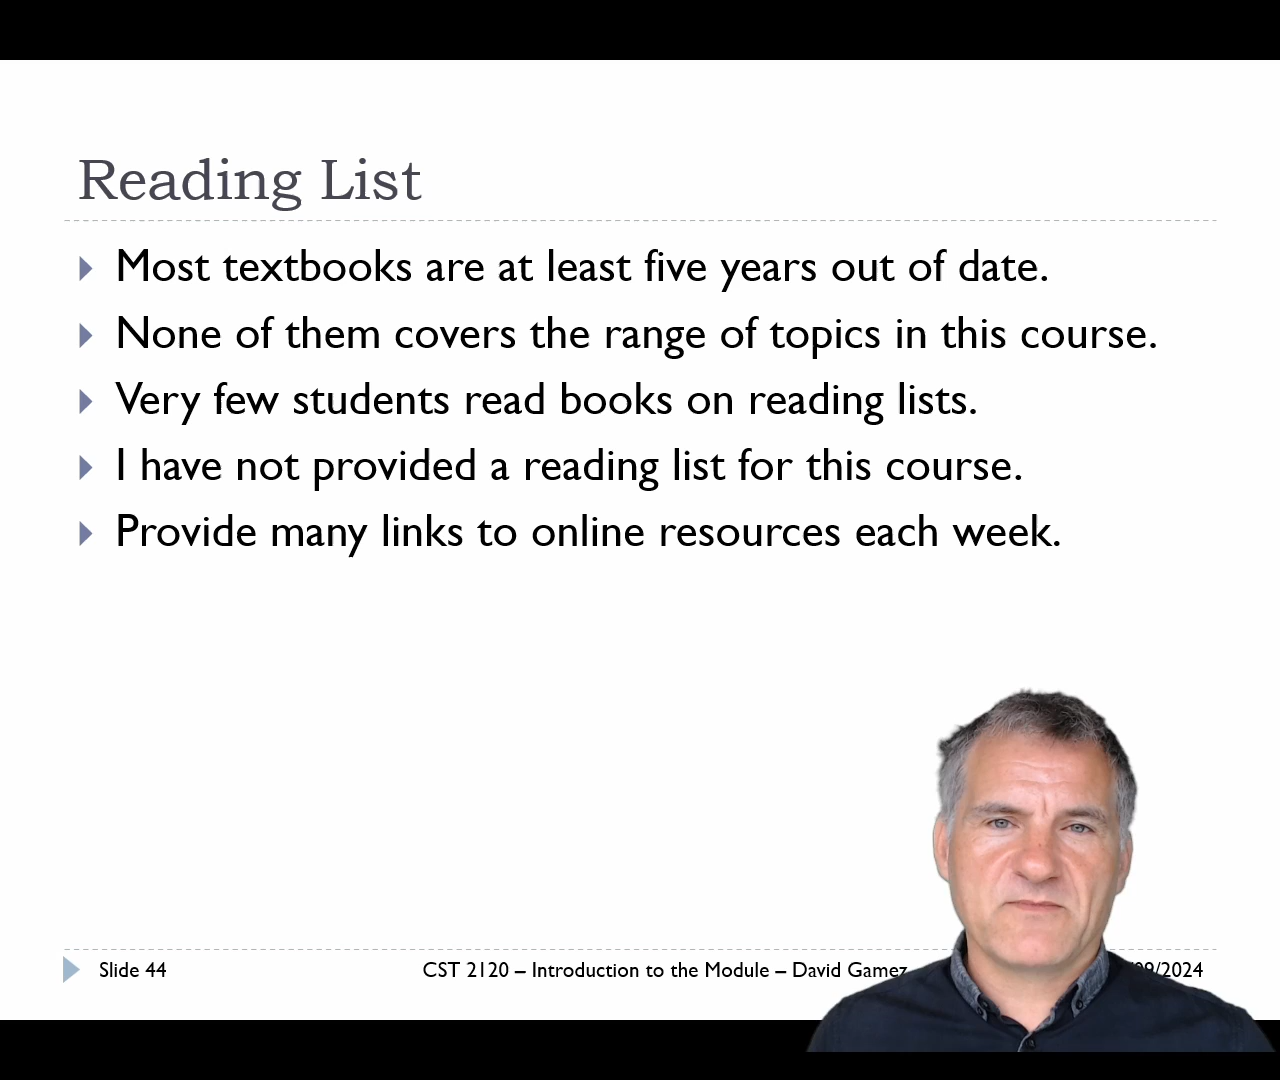 Reading List
Most textbooks are at least five years out of date.
None of them covers the range of topics in this course.
Very few students read books on reading lists.
I have not provided a reading list for this course.
Provide many links to online resources each week.
Slide 44
CST 2120 – Introduction to the Module – David Gamez
/2024